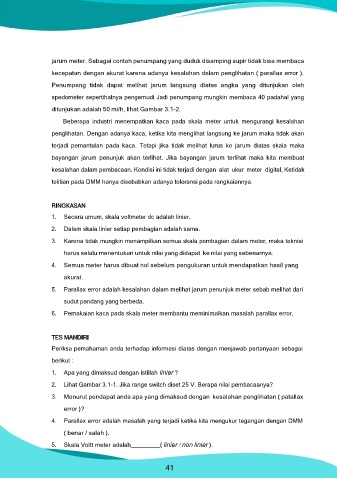 jarum meter. Sebagai contoh penumpang yang duduk disamping supir tidak bisa membaca
kecepatan dengan akurat karena adanya kesalahan dalam penglihatan ( parallax error ).
Penumpang tidak dapat melihat jarum langsung diatas angka yang ditunjukan oleh
spedometer sepertihalnya pengemudi Jadi penumpang mungkin membaca 40 padahal yang
ditunjukan adalah 50 mi/h, lihat Gambar 3.1-2.
Beberapa industri menempatkan kaca pada skala meter untuk mengurangi kesalahan
penglihatan. Dengan adanya kaca, ketika kita mengilhat langsung ke jarum maka tidak akan
terjadi pemantulan pada kaca. Tetapi jika tidak melihat lurus ke jarum diatas skala maka
bayangan jarum penunjuk akan terlihat. Jika bayangan jarum terlihat maka kita membuat
kesalahan dalam pembacaan. Kondisi ini tidak terjadi dengan alat ukur meter digital, Ketidak
telitian pada DMM hanya disebabkan adanya toleransi pada rangkaiannya.
RINGKASAN
1. Secara umum, skala voltmeter dc adalah linier.
2. Dalam skala linier setiap pembagian adalah sama.
3. Karena tidak mungkin menampilkan semua skala pembagian dalam meter, maka teknisi
harus selalu menentukan untuk nilai yang didapat ke nilai yang sebenarnya.
4. Semua meter harus dibuat nol sebelum pengukuran untuk mendapatkan hasil yang
akurat.
5. Parallax error adalah kesalahan dalam melihat jarum penunjuk meter sebab melihat dari
sudut pandang yang berbeda.
6. Pemakaian kaca pada skala meter membantu meminimalkan masalah parallax error.
TES MANDIRI
Periksa pemahaman anda terhadap informasi diatas dengan menjawab pertanyaan sebagai
berikut :
1. Apa yang dimaksud dengan istilah linier ?
2. Lihat Gambar 3.1-1. Jika range switch diset 25 V. Berapa nilai pembacaanya?
3. Menurut pendapat anda apa yang dimaksud dengan kesalahan penglihatan ( patallax
error )?
4. Parallax error adalah masalah yang terjadi ketika kita mengukur tegangan dengan DMM
( benar / salah ).
5. Skala Voltt meter adalah_________( linier / non linier ).
41